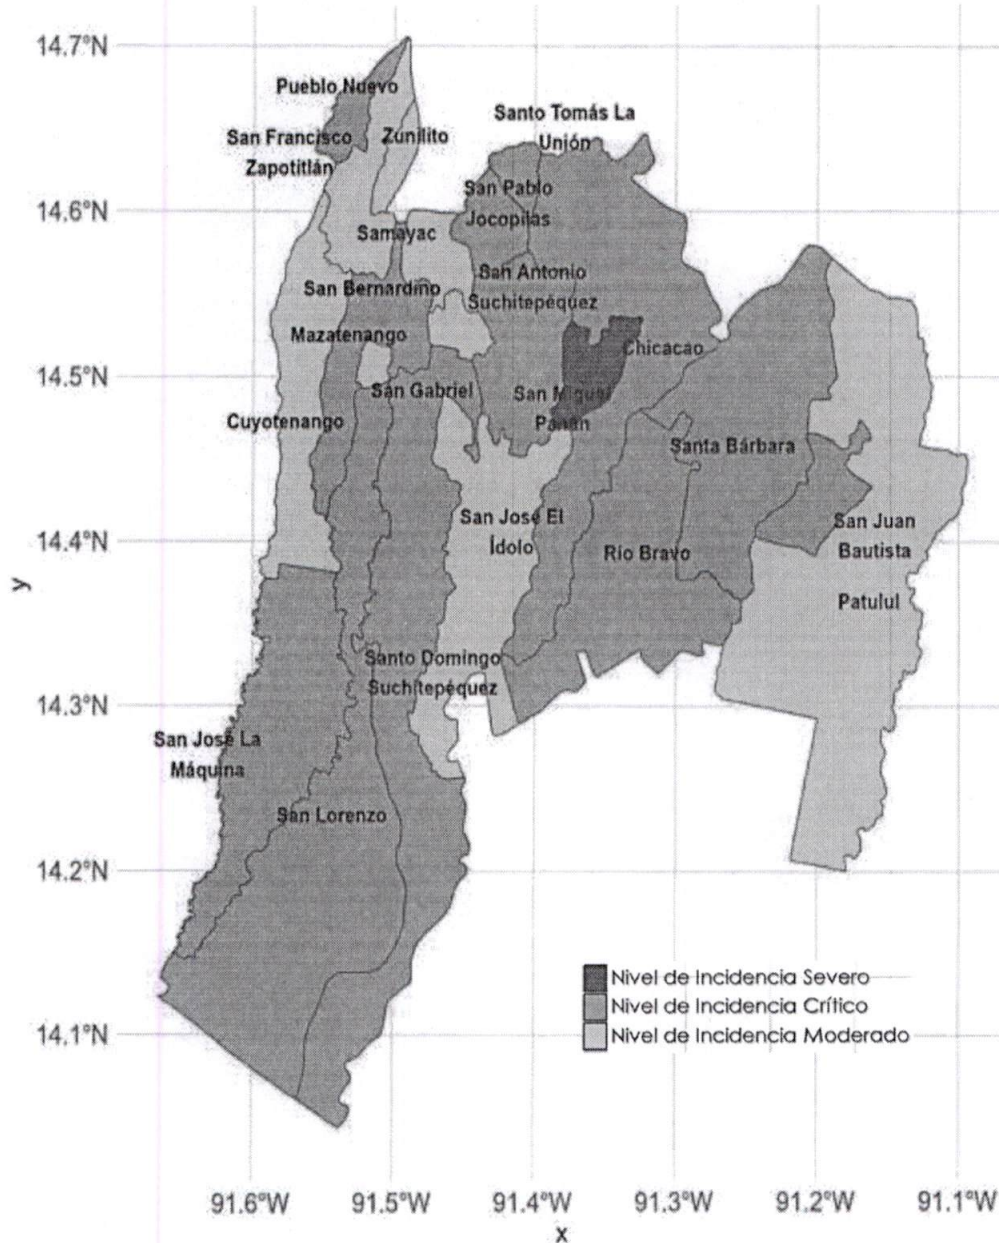 14.7°N
Pueblo Nuevo
Santo Tomás La
Unión
San Francisco
Zapotitlán
Zunilito
San Pablo
Jocopilas
14.6°N
Samayac
San Antonio
Suchitepéquez
San Bernardino
Mazatenango
Chicacao
14.5°N
San Gabriel
San Miguel
Panán
Cuyotenango
Santa Bárbara
San José El
Ídolo
San Juan
Bautista
14.4°N
Río Bravo
y
Patulul
Santo Domingo
Suchitepéquez
14.3°N
San José La
Máquina
San Lorenzo
14.2°N
Nivel de Incidencia Severo
Nivel de Incidencia Crítico
Nivel de Incidencia Moderado
14.1°N
91.6°W 91.5°W 91.4°W 91.3°W 91.2°W 91.1°W
x